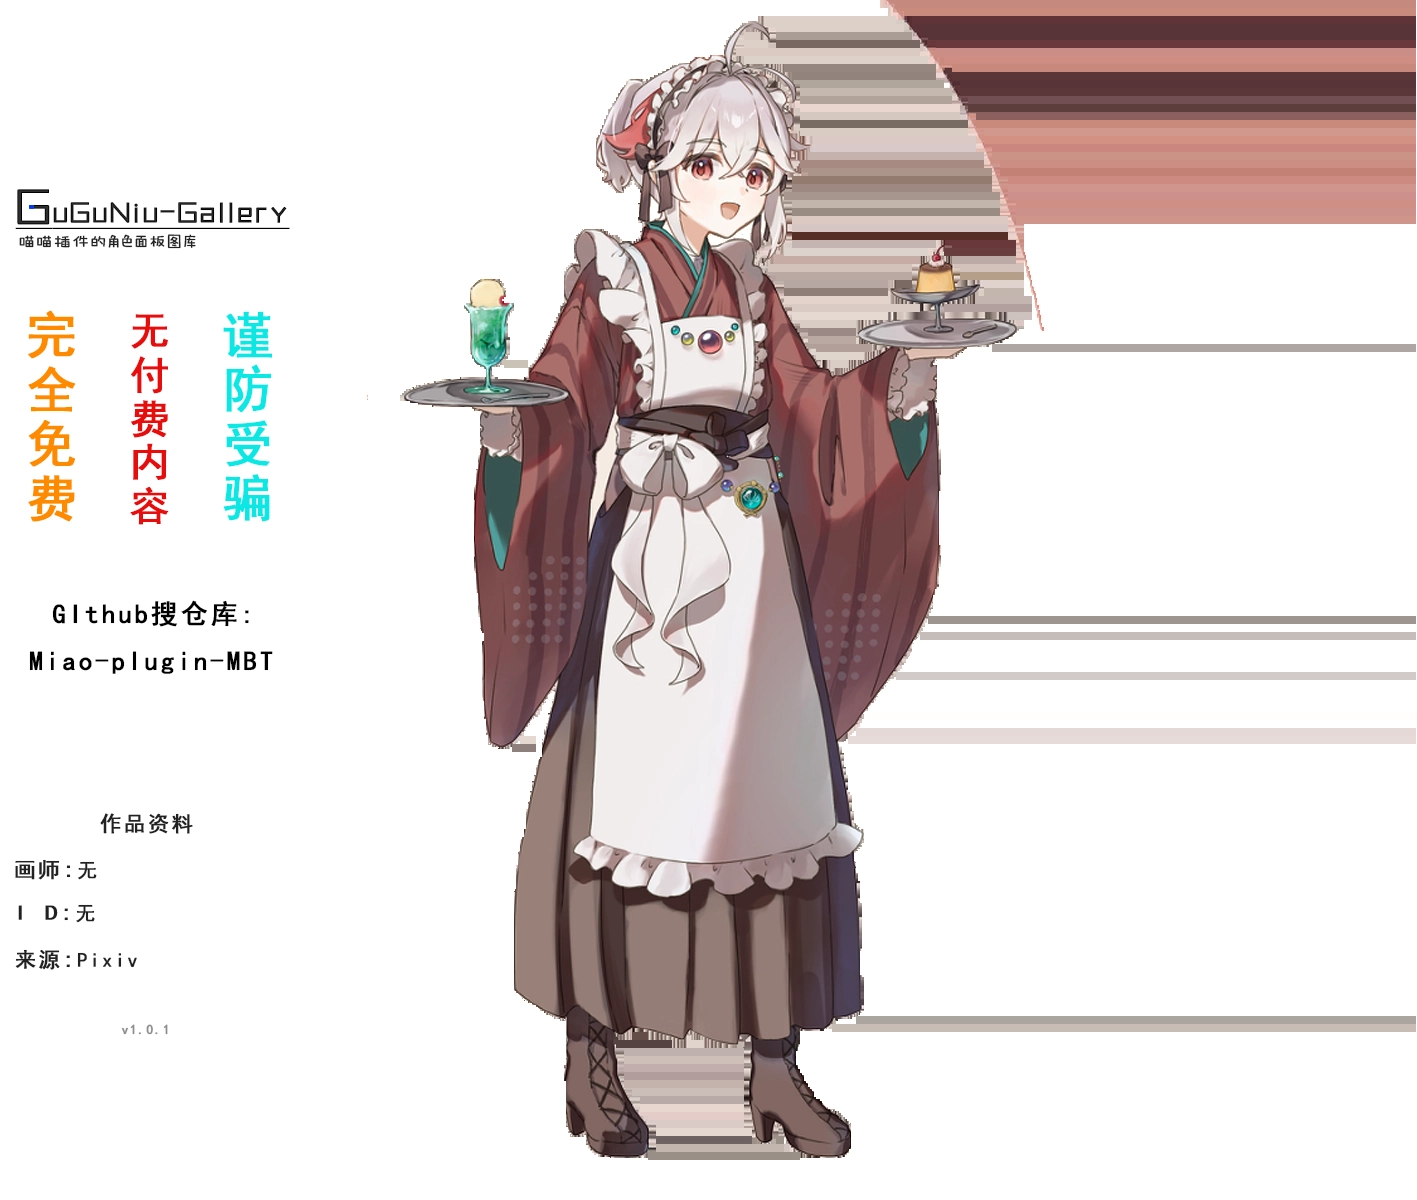 GuGuNiu-Gallery
喵喵插件的角色面板图库
完全免费
无付费内容
谨防受骗
GIthub搜仓库:
Miao-plugin-MBT
作品资料
画师:无
I D:无
来源:Pixiv
v1.0.1